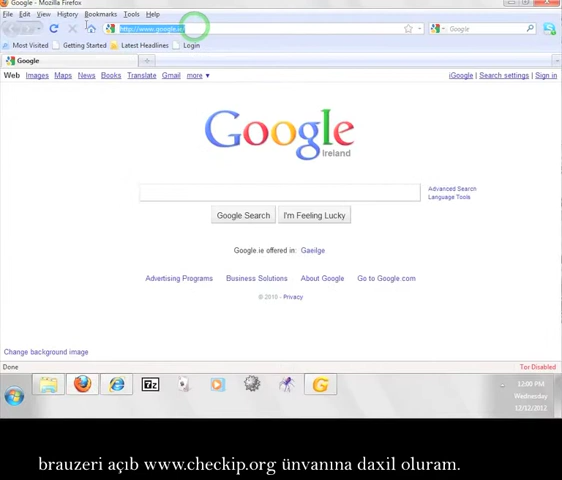 Google - Mozilla Firefox
File Edit View History Bookmarks Tools Help
http://www.google.ie/ Google
Most Visited Getting Started Latest Headlines Login
Google
Web Images Maps News Books Translate Gmail more ▼ iGoogle | Search settings | Sign in
Google
Ireland
Advanced Search
Language Tools
Google Search I'm Feeling Lucky
Google.ie offered in: Gaeilge
Advertising Programs Business Solutions About Google Go to Google.com
© 2010 - Privacy
Change background image
Done Tor Disabled
7z
12:00 PM
Wednesday
12/12/2012
brauzeri açıb www.checkip.org ünvanına daxil oluram.